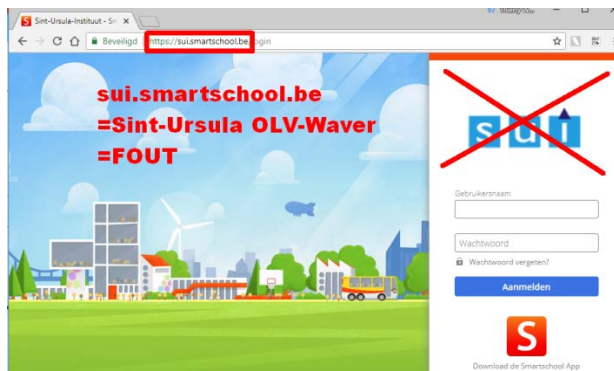 Sint-Ursula-Instituut - Sm
Beveiligd https://sui.smartschool.be/login
sui.smartschool.be
=Sint-Ursula OLV-Waver
=FOUT
sui
Gebruikersnaam
Wachtwoord
Wachtwoord vergeten?
Aanmelden
S
Download de Smartschool App